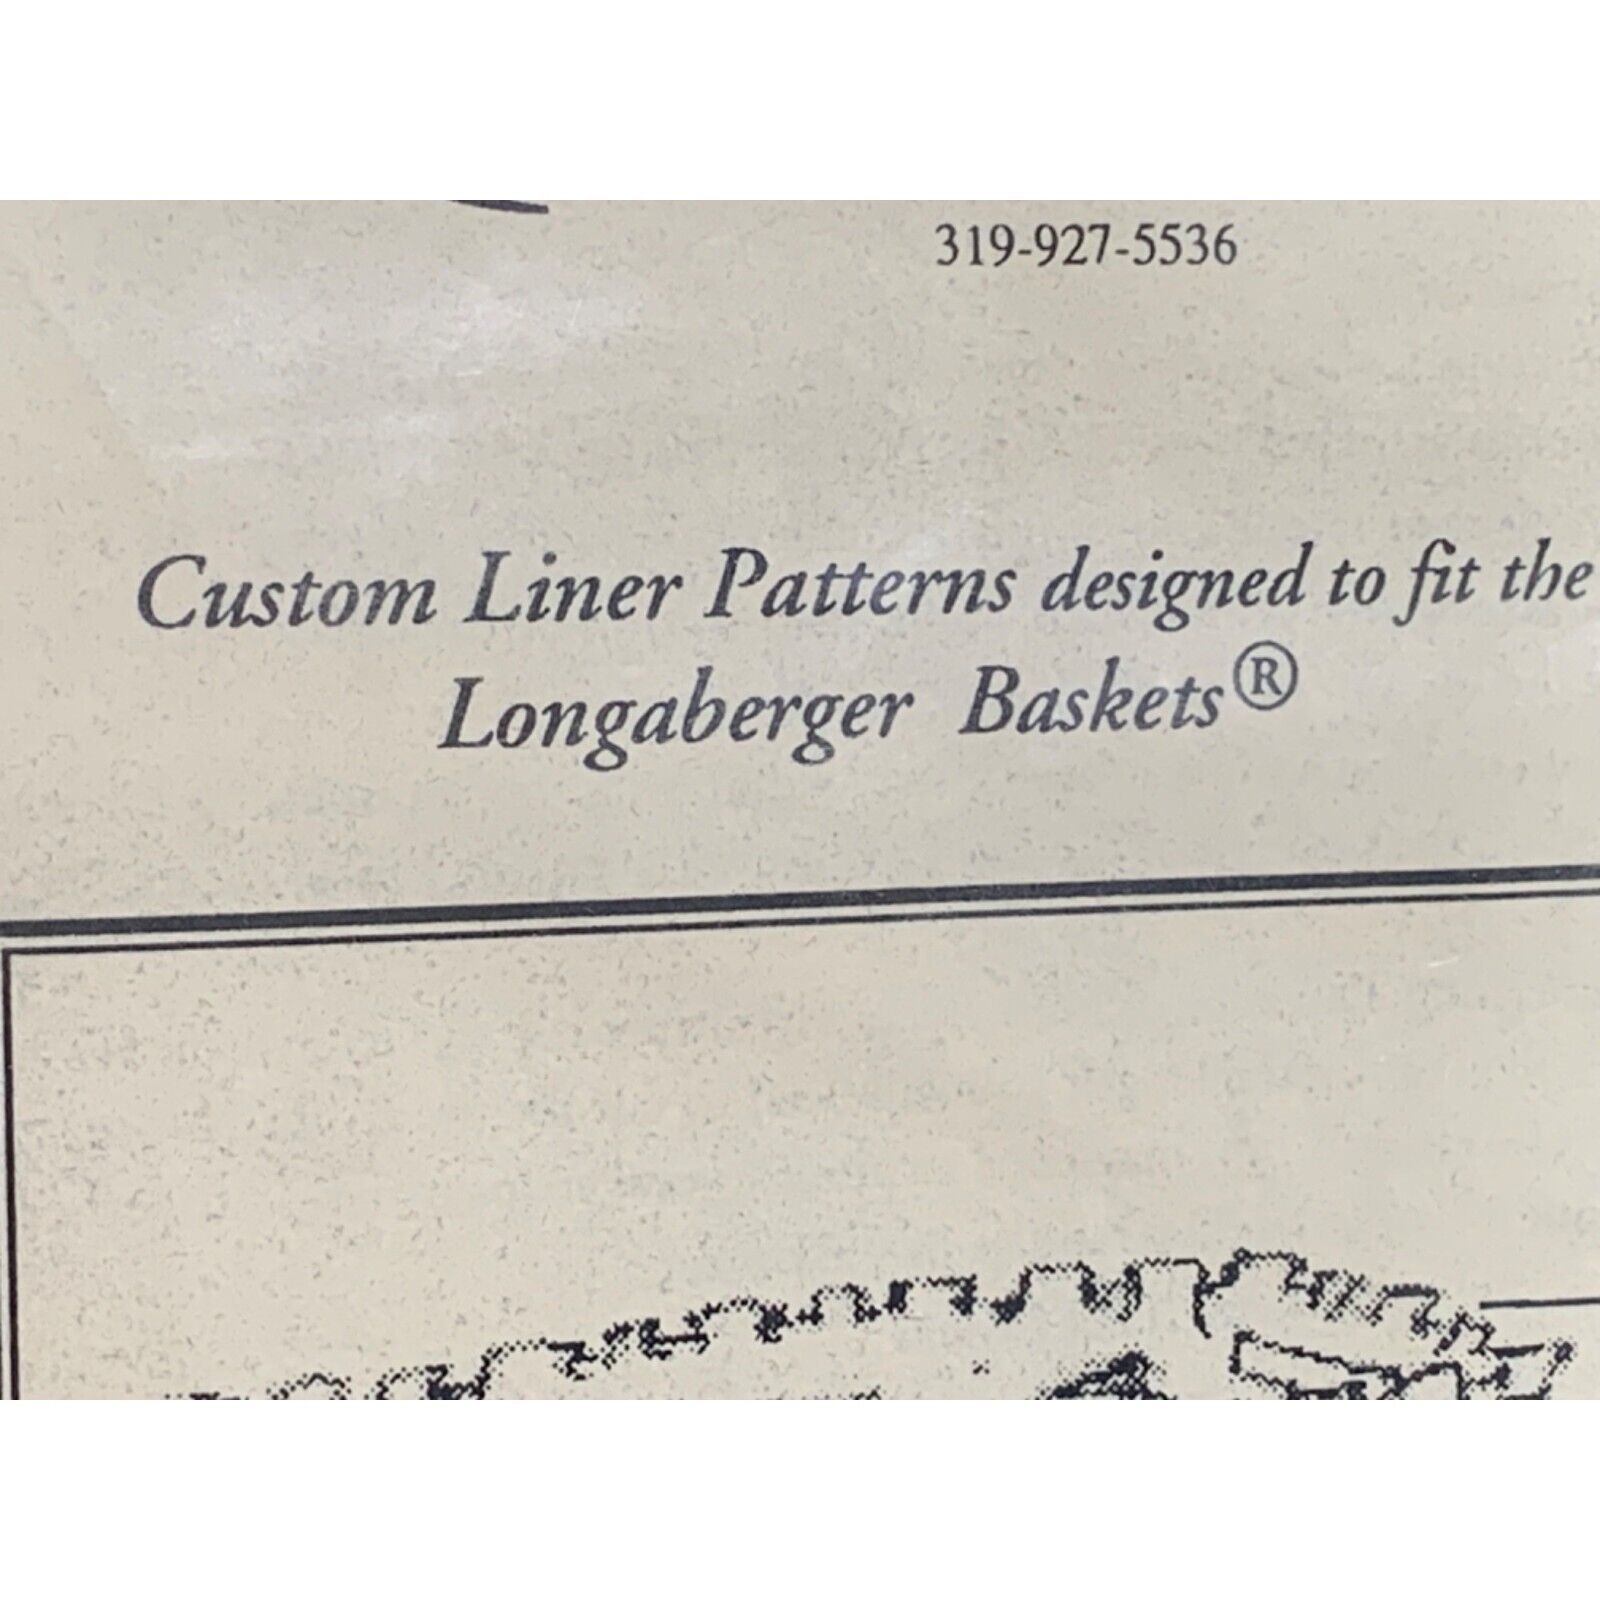 319-927-5536
Custom Liner Patterns designed to fit the
Longaberger Baskets®